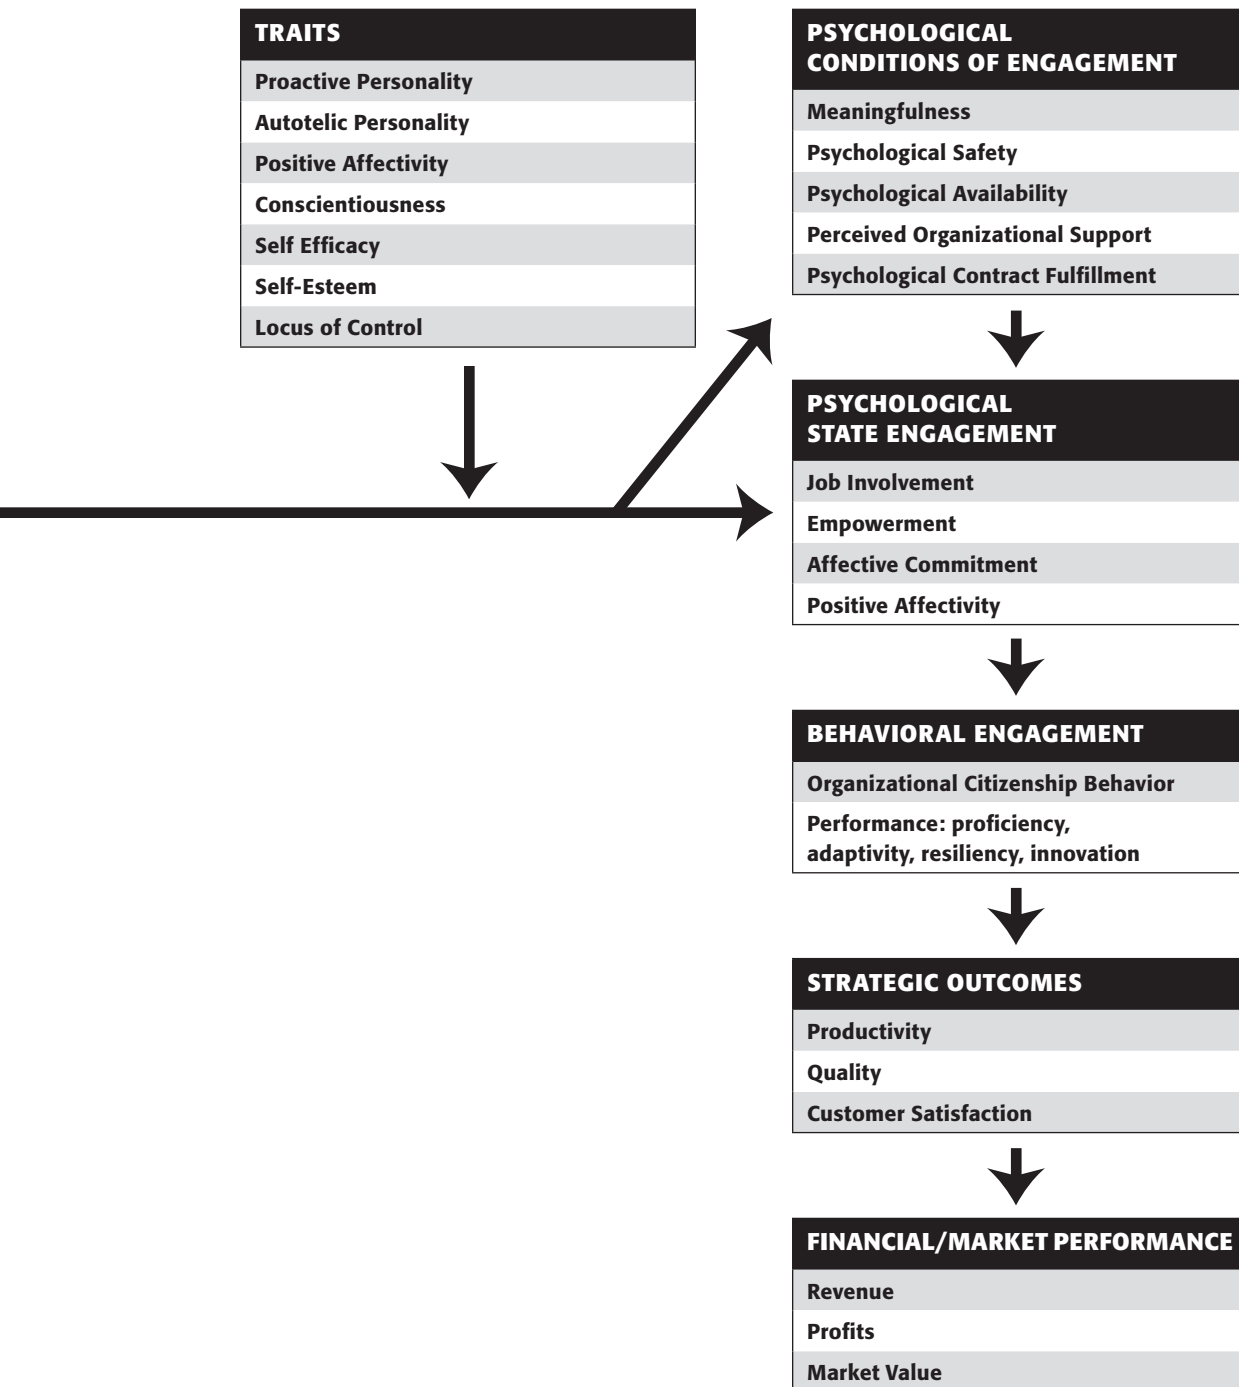 TRAITS
Proactive Personality
Autotelic Personality
Positive Affectivity
Conscientiousness
Self Efficacy
Self-Esteem
Locus of Control
PSYCHOLOGICAL
CONDITIONS OF ENGAGEMENT
Meaningfulness
Psychological Safety
Psychological Availability
Perceived Organizational Support
Psychological Contract Fulfillment
PSYCHOLOGICAL
STATE ENGAGEMENT
Job Involvement
Empowerment
Affective Commitment
Positive Affectivity
BEHAVIORAL ENGAGEMENT
Organizational Citizenship Behavior
Performance: proficiency,
adaptivity, resiliency, innovation
STRATEGIC OUTCOMES
Productivity
Quality
Customer Satisfaction
FINANCIAL/MARKET PERFORMANCE
Revenue
Profits
Market Value